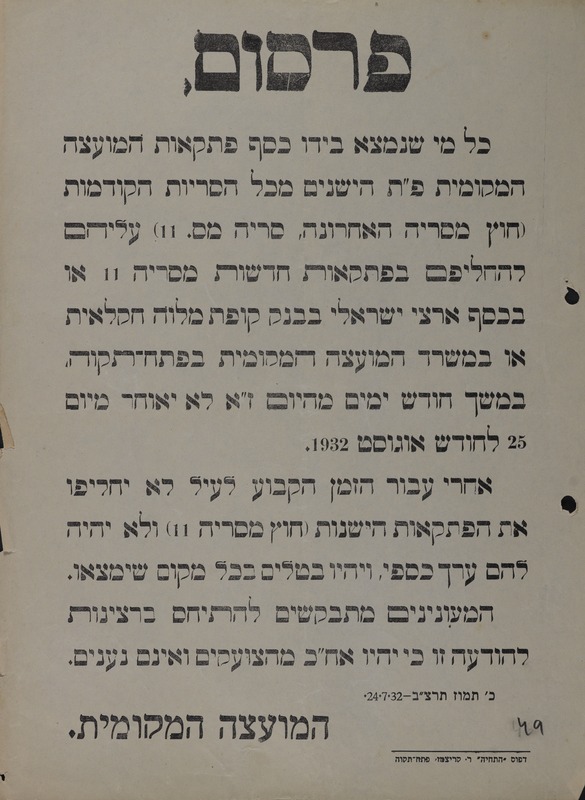 פרסום,
כל מי שנמצא בידו כסף פתקאות המועצה
המקומית פ״ת הישנים מכל הסריות הקודמות
(חוץ מסריה האחרונה, סריה מס. 11) עליהם
להחליפם בפתקאות חדשות מסריה 11 או
בכסף ארצי ישראלי בבנק קופת מלוה חקלאית
או במשרד המועצה המקומית בפתח־תקוה,
במשך חודש ימים מהיום ז״א לא יאוחר מיום
25 לחודש אוגוסט 1932.
אחרי עבור הזמן הקבוע לעיל לא יחליפו
את הפתקאות הישנות (חוץ מסריה 11) ולא יהיה
להם ערך כספי, ויהיו בטלים בכל מקום שימצאו.
המעונינים מתבקשים להתיחס ברצינות
להודעה זו כי יהיו אח״כ מהצועקים ואינם נענים.
כ׳ תמוז תרצ״ב–24-7-32.
המועצה המקומית.
49
דפוס ״התחיה״ ר. קריצמן, פתח־תקוה